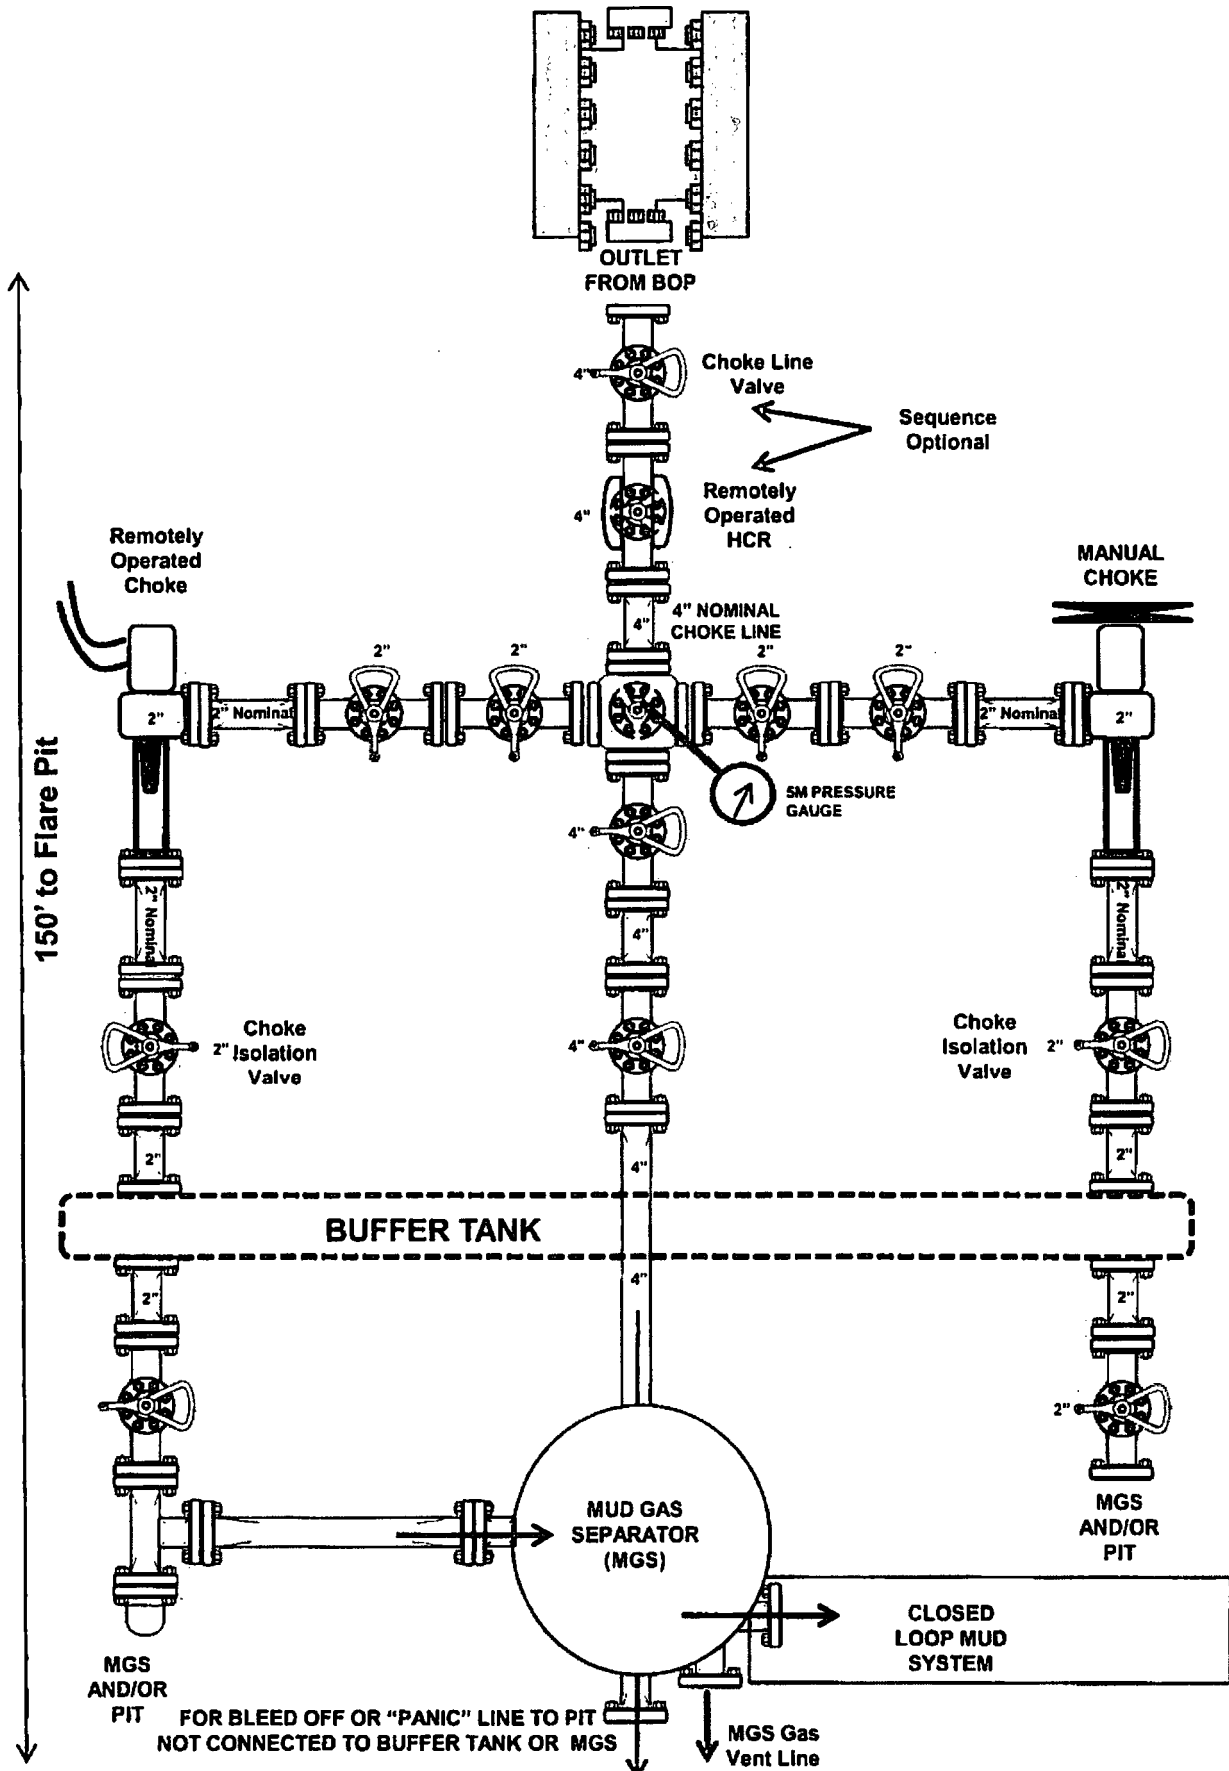 OUTLET
FROM BOP
4"
Choke Line
Valve
Sequence
Optional
4"
Remotely
Operated
HCR
Remotely
Operated
Choke
MANUAL
CHOKE
4"
4" NOMINAL
CHOKE LINE
2"
2"
2"
2"
2"
2" Nominal
2" Nominal
2"
5M PRESSURE
GAUGE
4"
150' to Flare Pit
2" Nominal
4"
2" Nominal
2"
Choke
Isolation
Valve
4"
Choke
Isolation
Valve
2"
2"
4"
2"
BUFFER TANK
4"
2"
2"
2"
MUD GAS
SEPARATOR
(MGS)
MGS
AND/OR
PIT
CLOSED
LOOP MUD
SYSTEM
MGS
AND/OR
PIT
FOR BLEED OFF OR "PANIC" LINE TO PIT
NOT CONNECTED TO BUFFER TANK OR MGS
MGS Gas
Vent Line